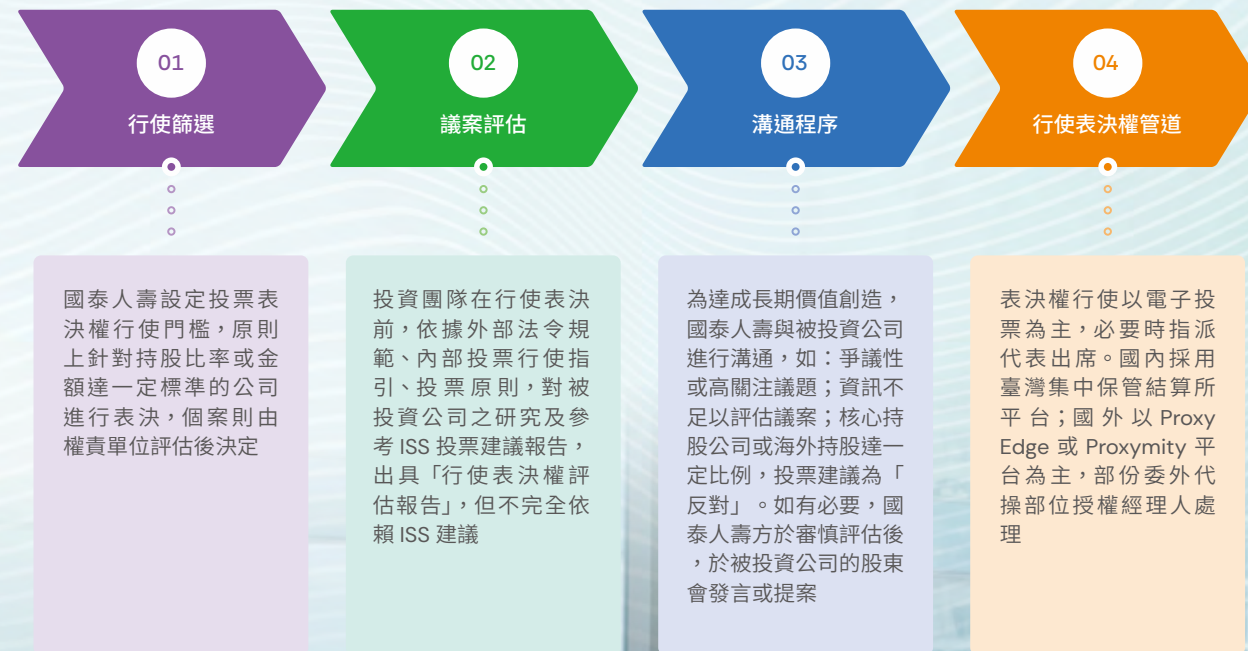 01
行使篩選
國泰人壽設定投票表
決權行使門檻，原則
上針對持股比率或金
額達一定標準的公司
進行表決，個案則由
權責單位評估後決定
02
議案評估
投資團隊在行使表決
前，依據外部法令規
範、內部投票行使指
引、投票原則，對被
投資公司之研究及參
考 ISS 投票建議報告，
出具「行使表決權評
估報告」，但不完全依
賴 ISS 建議
03
溝通程序
為達成長期價值創造，
國泰人壽與被投資公司
進行溝通，如：爭議性
或高關注議題；資訊不
足以評估議案；核心持
股公司或海外持股達一
定比例，投票建議為「
反對」。如有必要，國
泰人壽方於審慎評估後
，於被投資公司的股東
會發言或提案
04
行使表決權管道
表決權行使以電子投
票為主，必要時指派
代表出席。國內採用
臺灣集中保管結算所
平台；國外以 Proxy
Edge 或 Proxymity 平
台為主，部份委外代
操部位授權經理人處
理